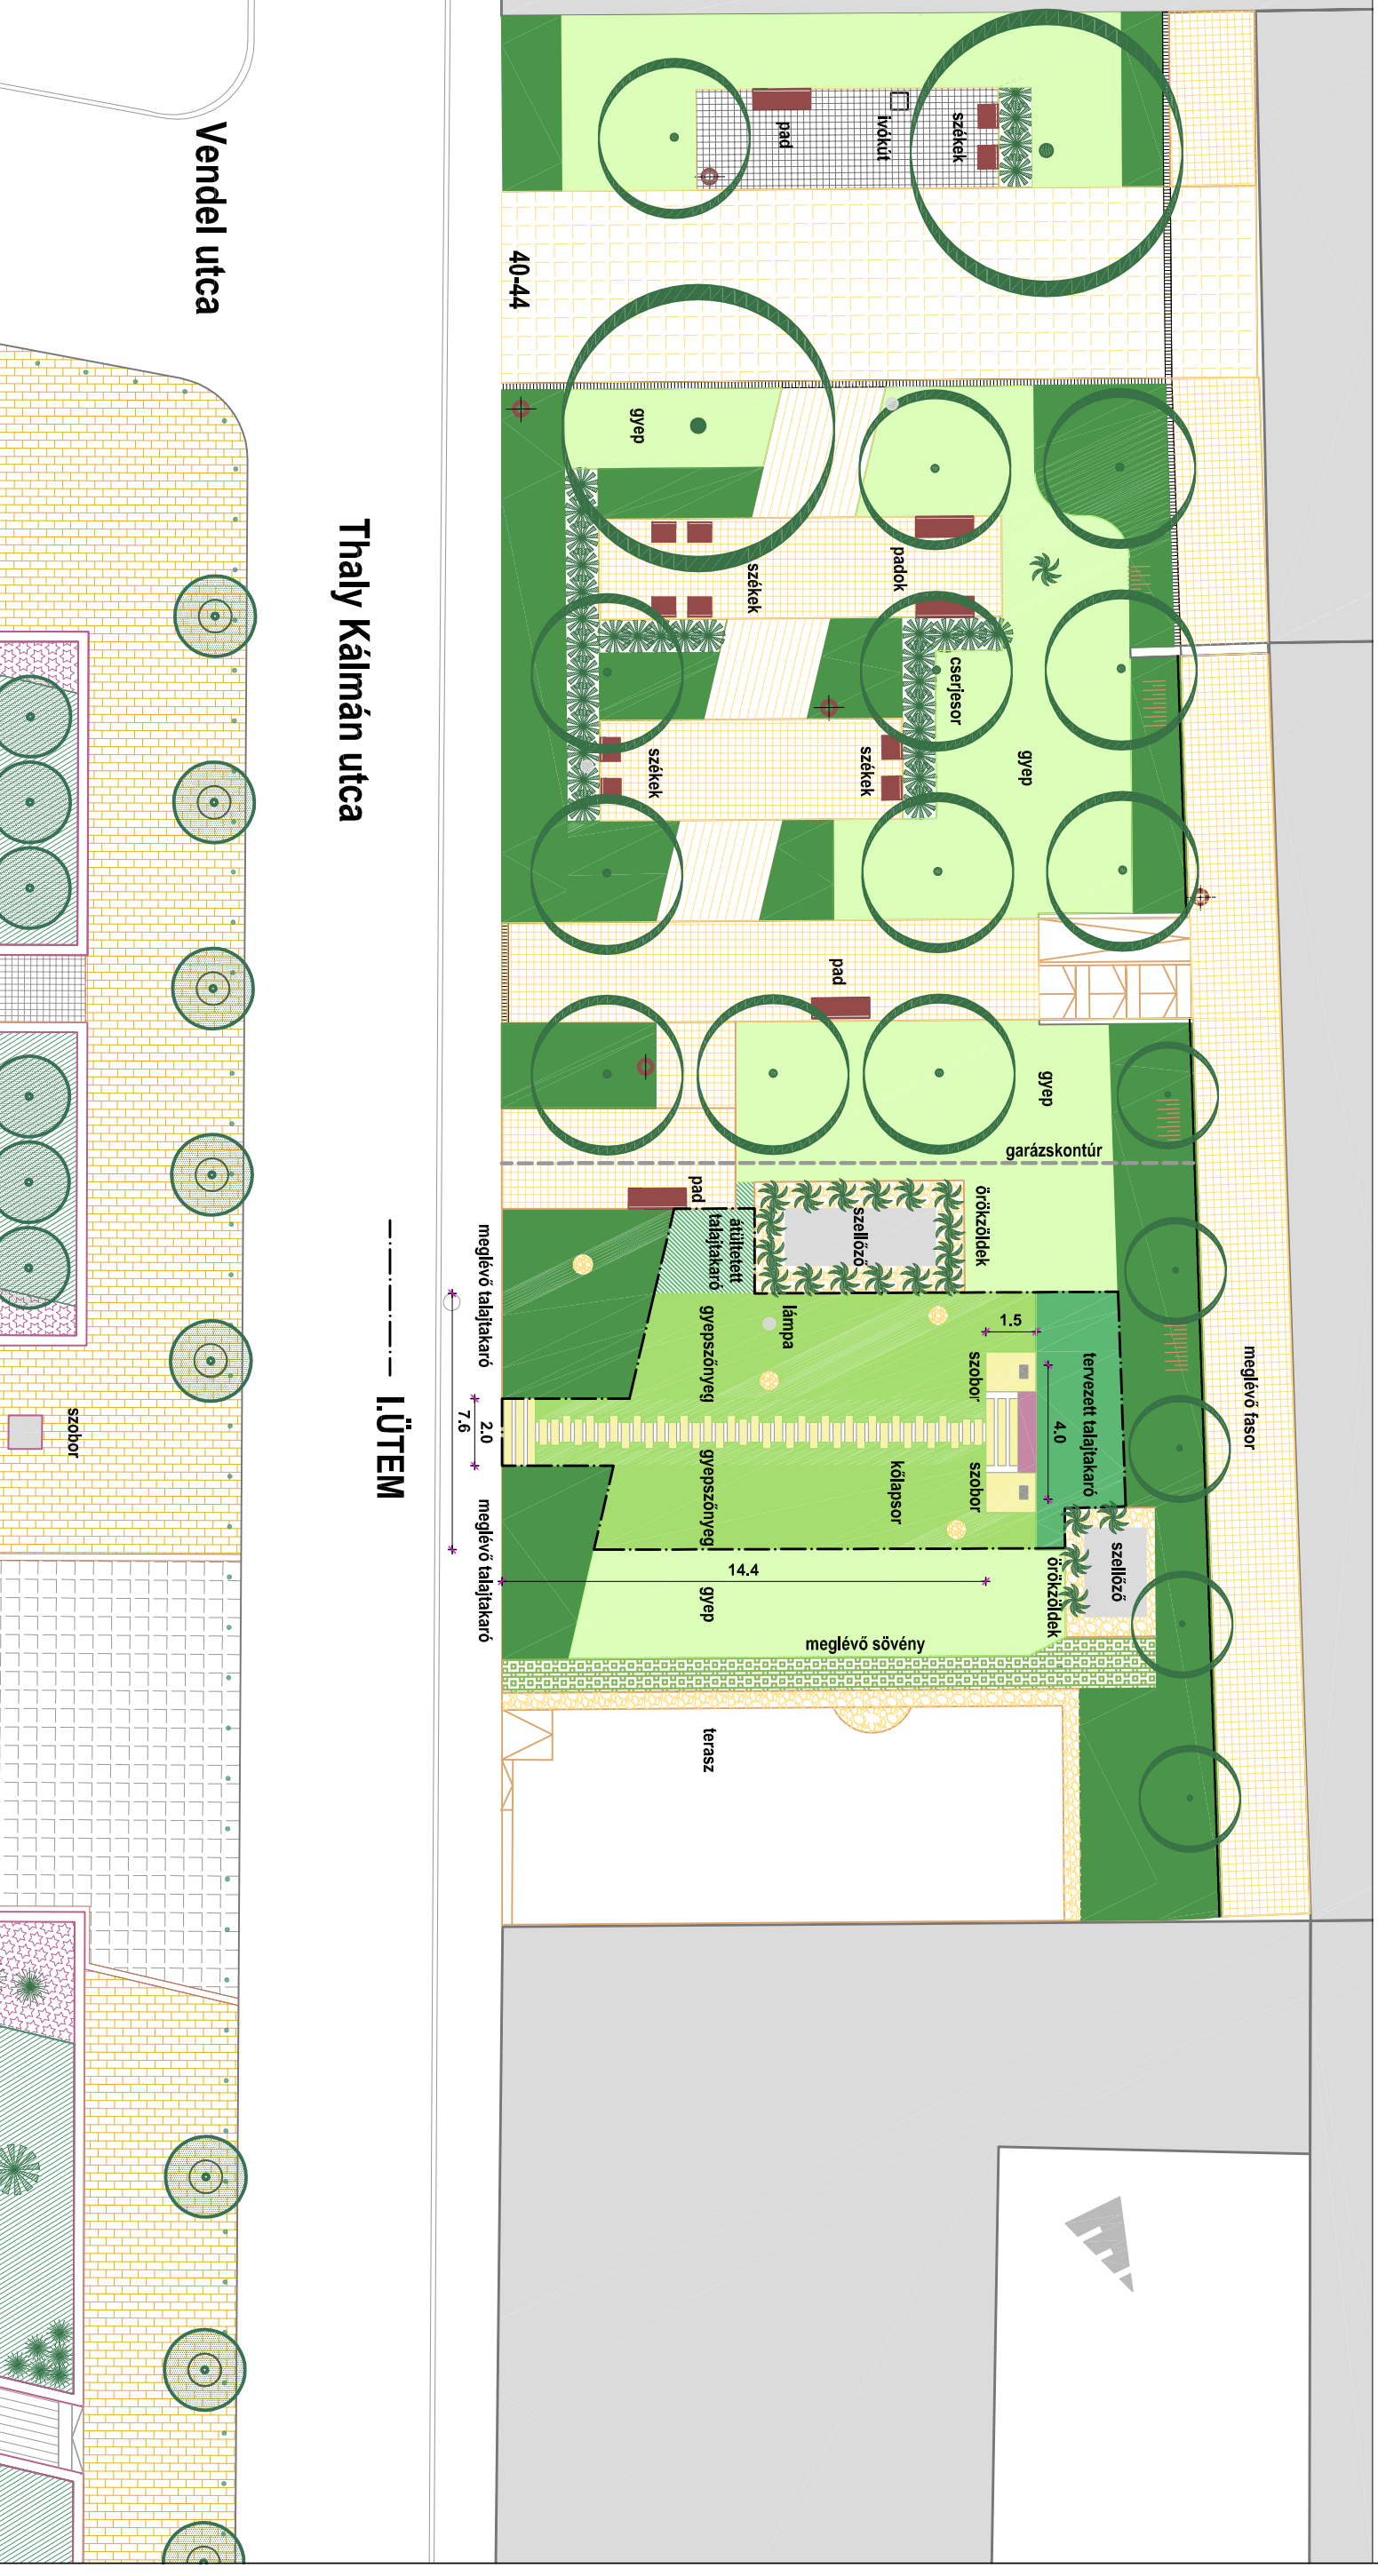 Vendel utca
Thaly Kálmán utca
40-44
pad
ivókút
székek
gyep
székek
padok
cserjesor
székek
székek
gyep
pad
gyep
garázskontúr
pad
átültetett
talajtakaró
szellőző
örökzöldek
meglévő talajtakaró
I.ÜTEM
gyepszőnyeg
lámpa
1.5
szobor
tervezett talajtakaró
4.0
meglévő fasor
2.0
7.6
szobor
gyepszőnyeg
kőlapsor
szobor
meglévő talajtakaró
14.4
gyep
örökzöldek
szellőző
meglévő sövény
terasz